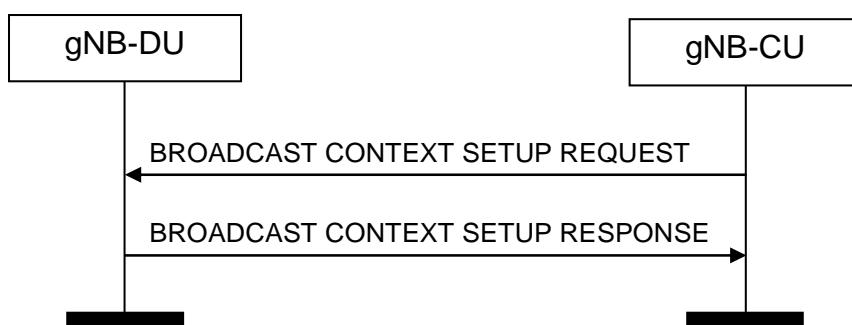 gNB-DU
gNB-CU
BROADCAST CONTEXT SETUP REQUEST
BROADCAST CONTEXT SETUP RESPONSE